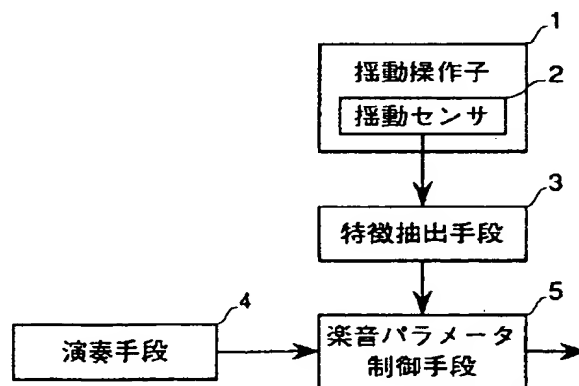 1
揺動操作子
2
揺動センサ
3
特徴抽出手段
4
演奏手段
5
楽音パラメータ
制御手段